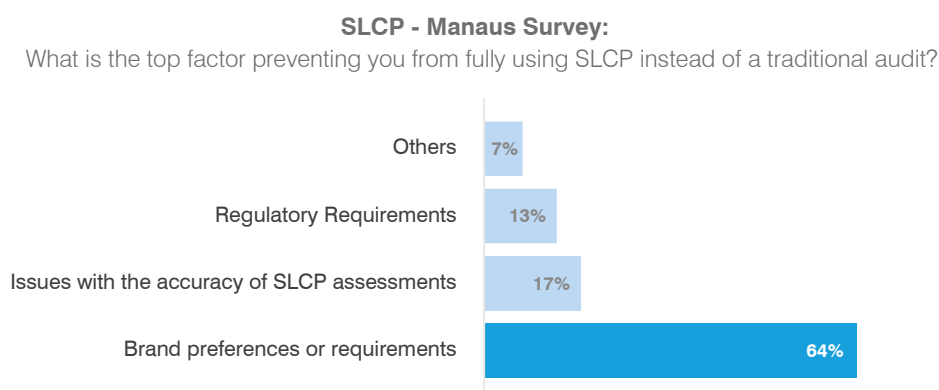 SLCP - Manaus Survey:
What is the top factor preventing you from fully using SLCP instead of a traditional audit?
Others 7%
Regulatory Requirements 13%
Issues with the accuracy of SLCP assessments 17%
Brand preferences or requirements 64%